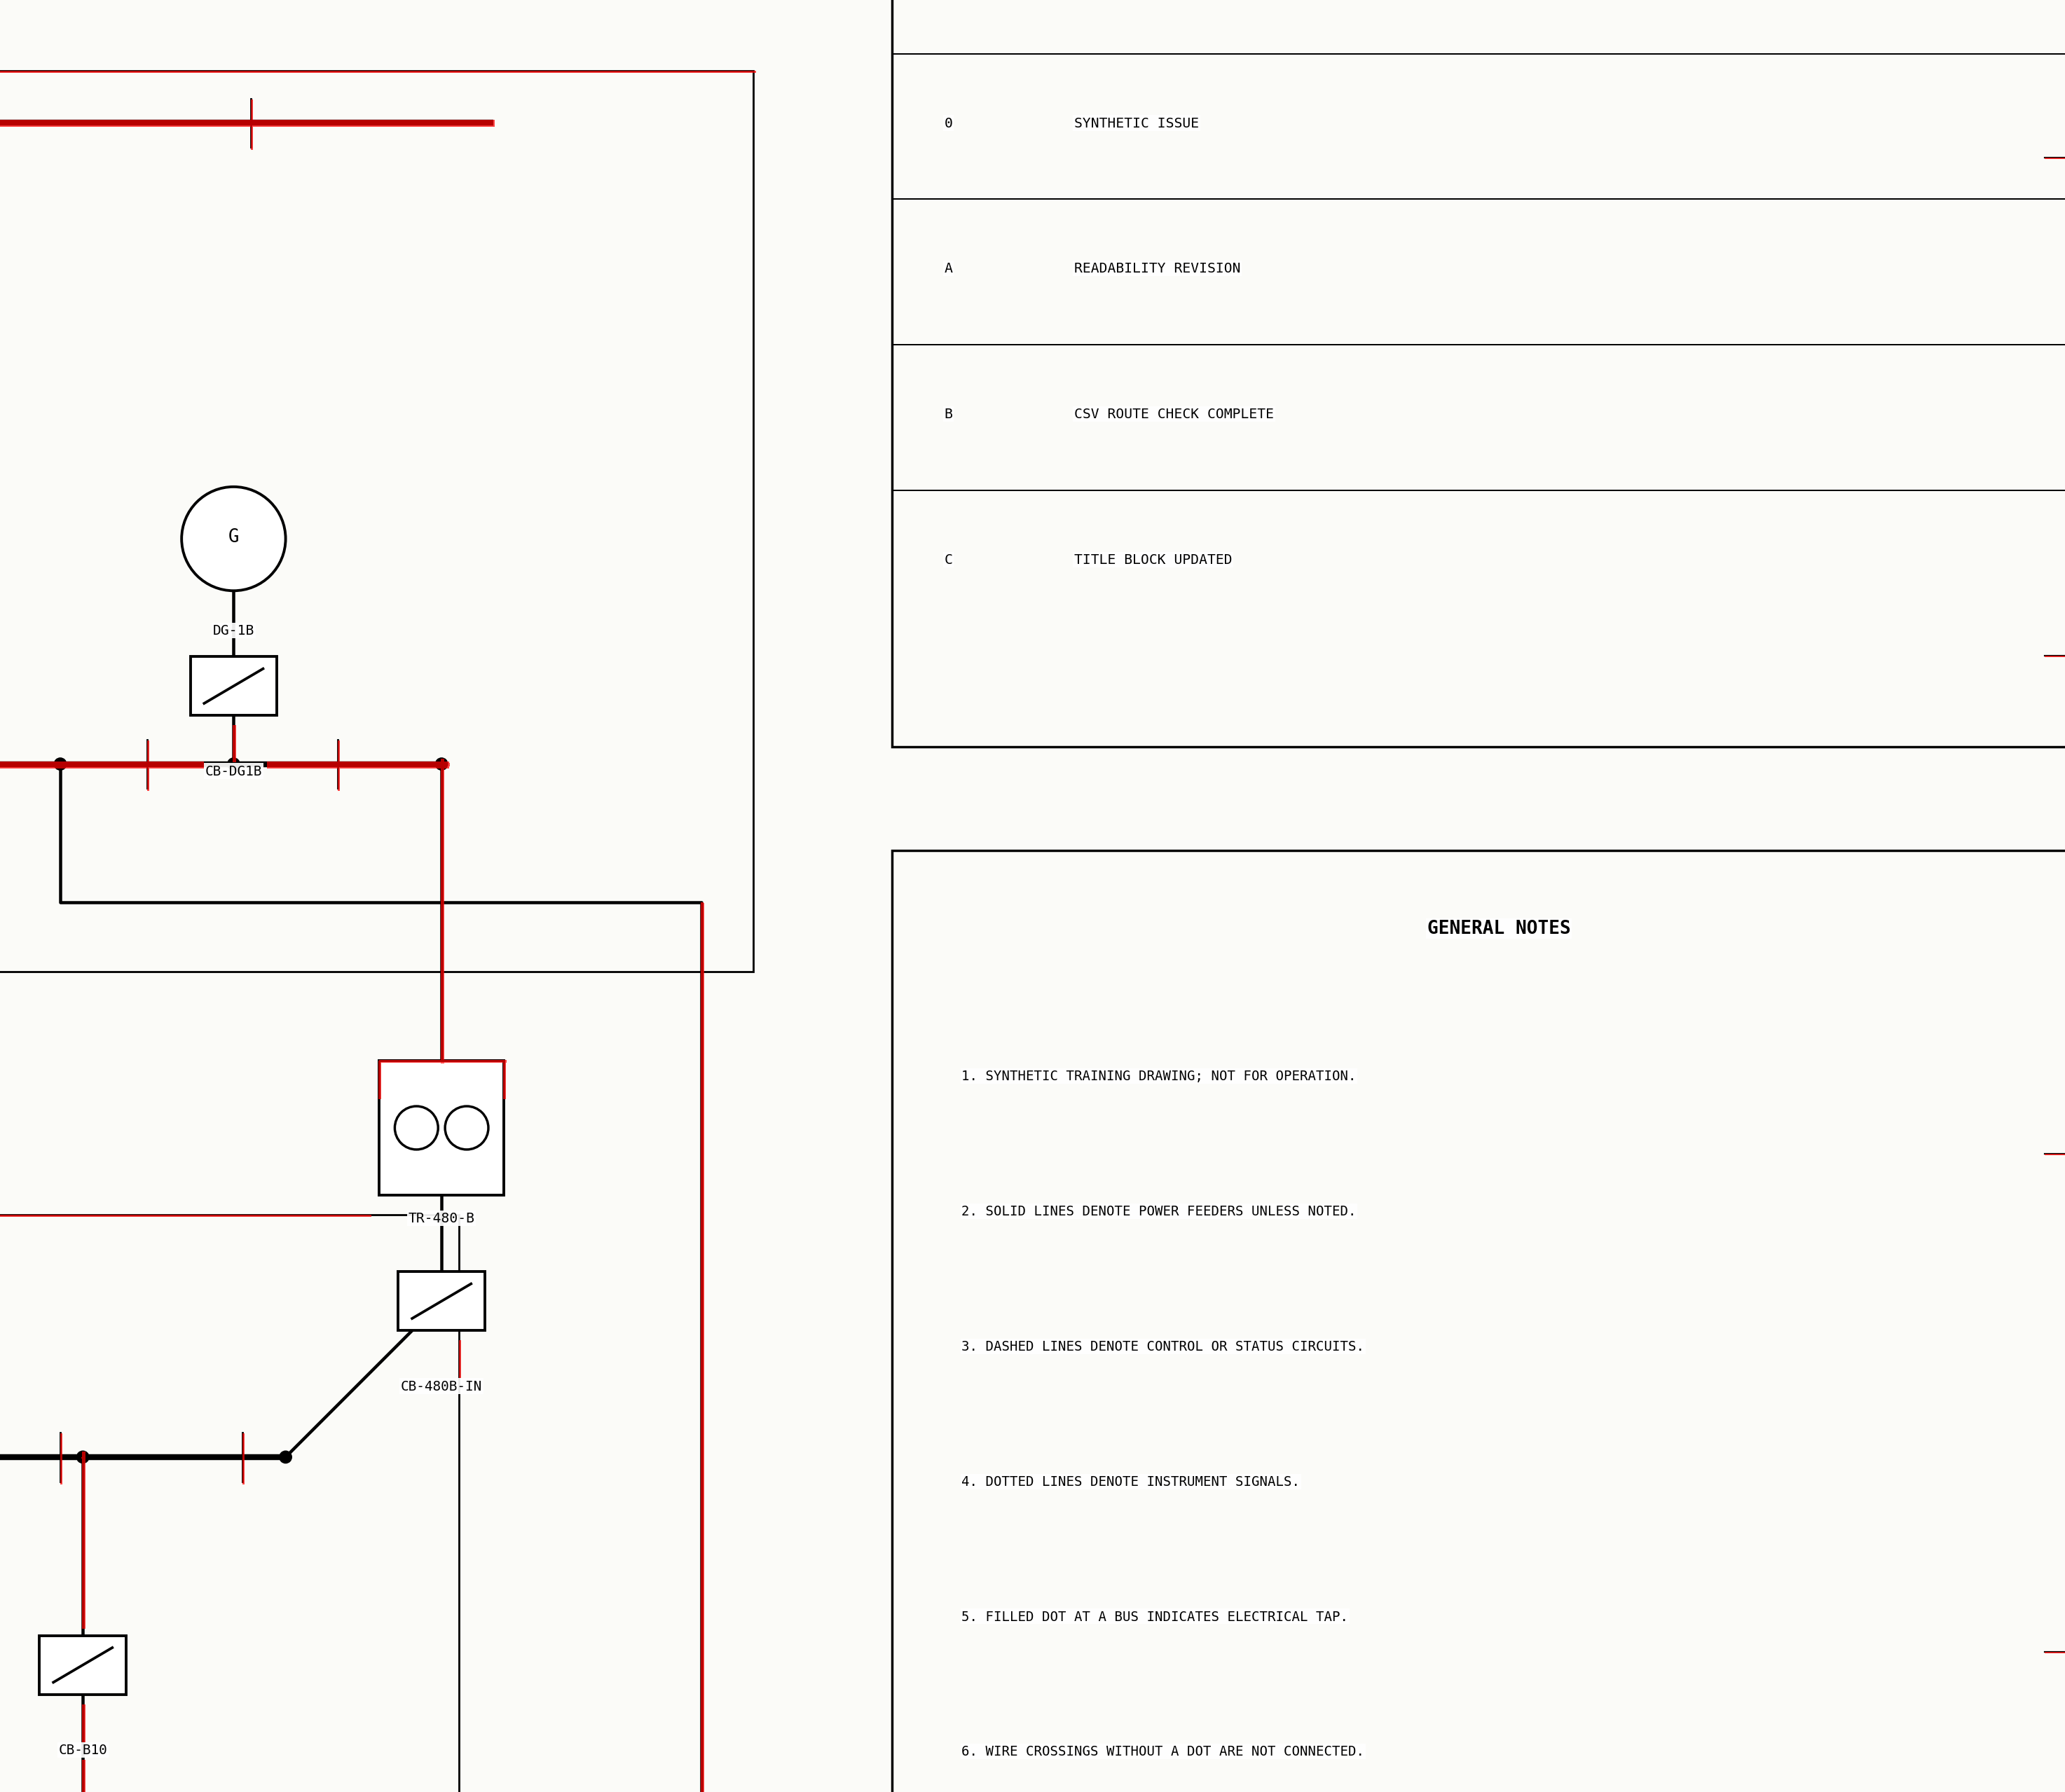 0 SYNTHETIC ISSUE
A READABILITY REVISION
B CSV ROUTE CHECK COMPLETE
C TITLE BLOCK UPDATED
G
DG-1B
CB-DG1B
TR-480-B
CB-480B-IN
CB-B10
GENERAL NOTES
1. SYNTHETIC TRAINING DRAWING; NOT FOR OPERATION.
2. SOLID LINES DENOTE POWER FEEDERS UNLESS NOTED.
3. DASHED LINES DENOTE CONTROL OR STATUS CIRCUITS.
4. DOTTED LINES DENOTE INSTRUMENT SIGNALS.
5. FILLED DOT AT A BUS INDICATES ELECTRICAL TAP.
6. WIRE CROSSINGS WITHOUT A DOT ARE NOT CONNECTED.